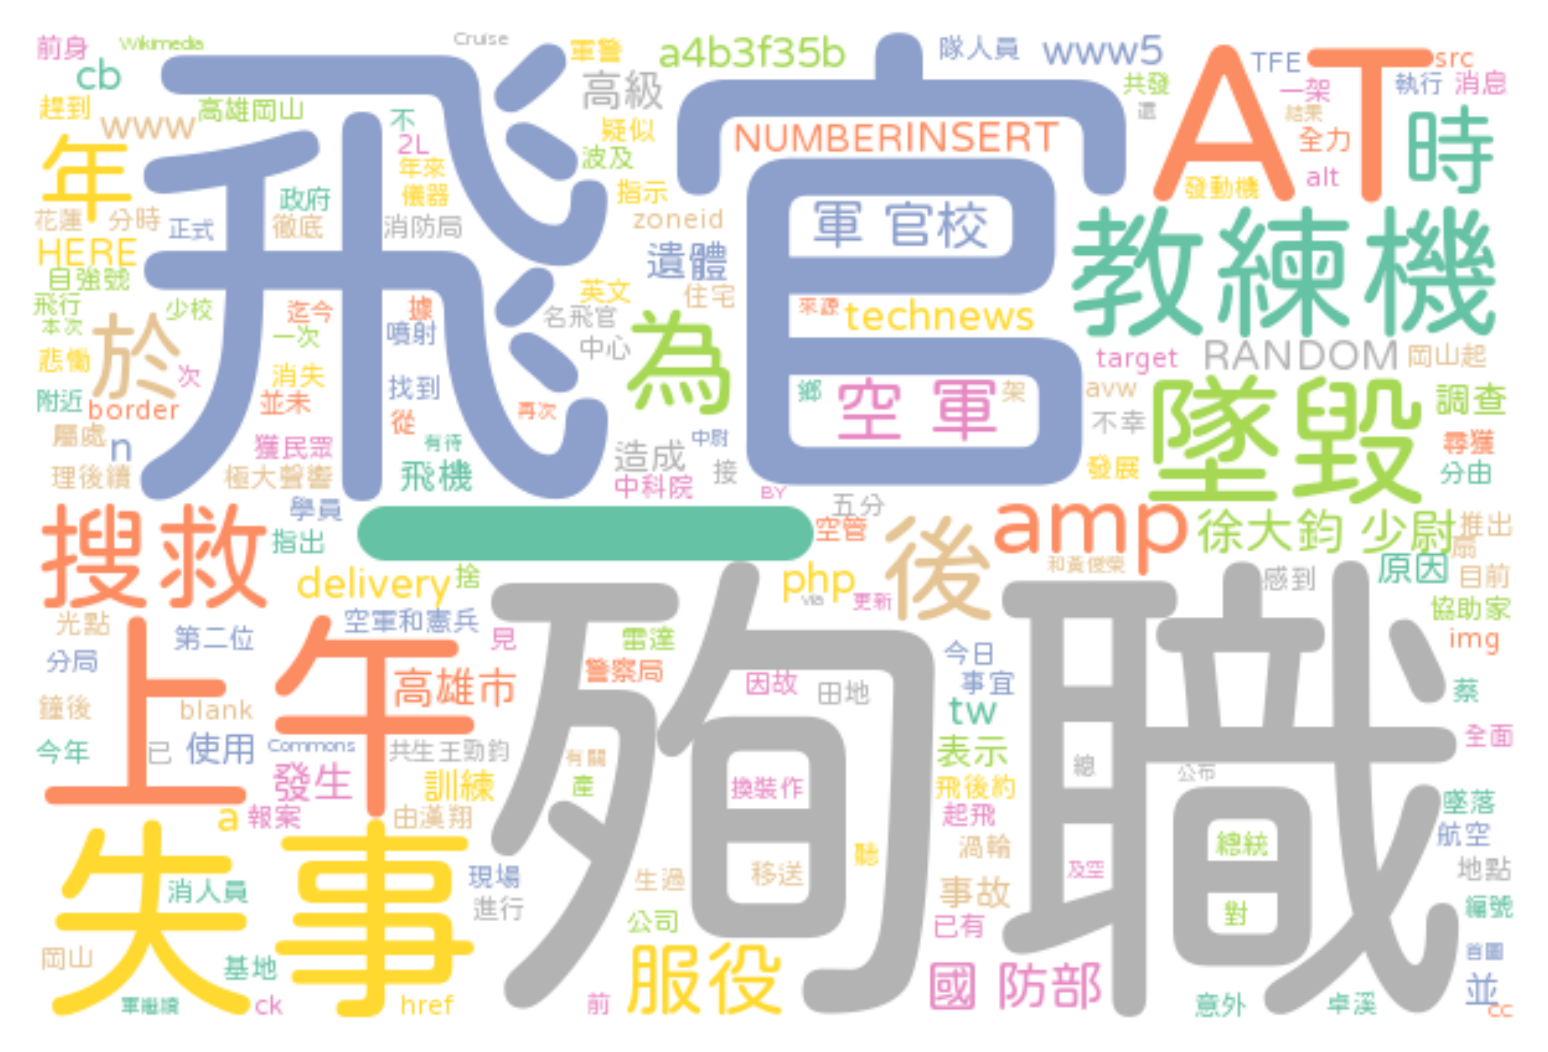 前身 Wikimedia Cruise 軍警 a4b3f35b 隊人員 www5 AT
cb 飛官 高級 TFE src
趕到 www 高雄岡山 不 疑似 共發 還 一架 執行 消息
年 2L 波及 NUMBERINSERT 結果 全力 時
年來 儀器 指示 發動機 alt
花蓮 分時 正式 政府 徹底 消防局 zoneid 軍 官校 教練機
HERE 遺體
自強號 英文 住宅
飛行 少校 迄今 據 名飛官 來源 technews
本次 於 一次 噴射 中心 為 target RANDOM 岡山起
悲慟 次 消失 找到 鄉 空 軍 架 avw 墜毀 調查
附近 border 並未 從 再次 不幸
屬處 n 獲民眾 有待 造成 中尉 尋獲
理後續 極大聲響 飛機 中科院 接 BY 發展 分由
搜救 學員 一 五分 後 amp 徐大鈞 少尉 推出
指出 空管 扇
delivery 捨 php 和黃俊榮 感到 原因 目前
光點 上午 空軍和憲兵 殉職 via 更新 協助家
第二位 見 雷達 今日 img
分局 高雄市 警察局 因故 田地 事宜 蔡
鐘後 blank tw
今年 已 使用 Commons 共生 王勁鈞 有關 表示 總 全面
發生 訓練 產 換裝作 飛後約 公布
a 報案 由漢翔 起飛 墜落
失事 聽 渦輪 總統 航空
消人員 現場 生過 移送 事故 及空 地點
進行 公司 已有 對 編號
岡山 基地 服役 國 防部 首圖
軍繼續 ck href 前 意外 卓溪 並
cc